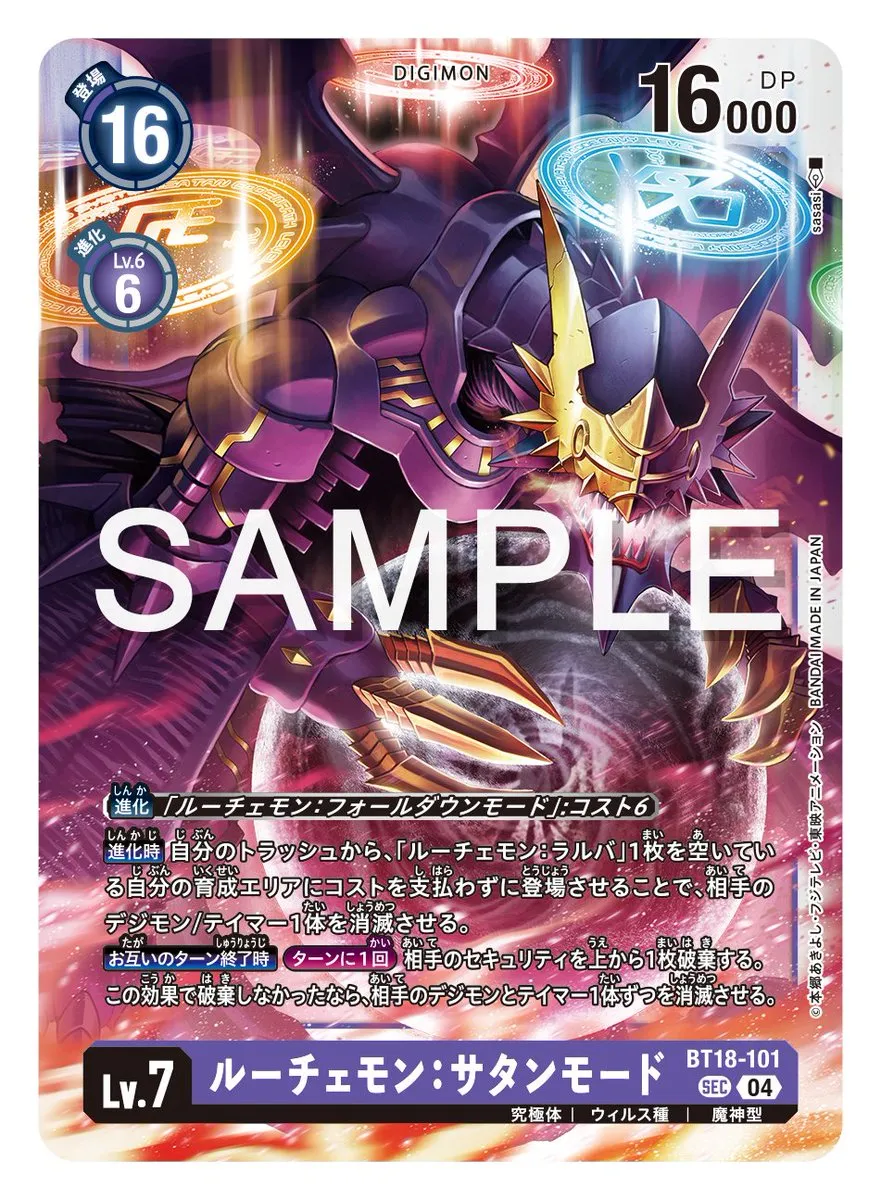 登場
16
DIGIMON
16000
DP
進化
Lv.6
6
sasasi
SAMPLE
BANDAI MADE IN JAPAN
©本郷あきよし・フジテレビ・東映アニメーション
進化 「ルーチェモン：フォールダウンモード」：コスト6
進化時 自分のトラッシュから、「ルーチェモン：ラルバ」1枚を空いてい
る自分の育成エリアにコストを支払わずに登場させることで、相手の
デジモン/テイマー1体を消滅させる。
お互いのターン終了時 ターンに1回 相手のセキュリティを上から1枚破棄する。
この効果で破棄しなかったなら、相手のデジモンとテイマー1体ずつを消滅させる。
Lv.7
ルーチェモン：サタンモード
BT18-101
SEC 04
究極体 | ウィルス種 | 魔神型